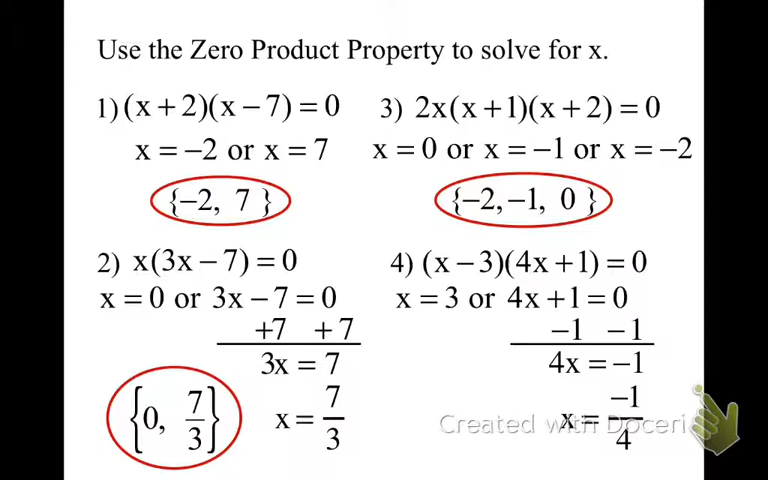 Use the Zero Product Property to solve for x.
1) (x + 2)(x − 7) = 0
x = −2 or x = 7
{−2, 7 }
3) 2x(x + 1)(x + 2) = 0
x = 0 or x = −1 or x = −2
{−2, −1, 0 }
2) x(3x − 7) = 0
x = 0 or 3x − 7 = 0
+7 + 7
3x = 7
x = 7/3
{0, 7/3}
4) (x − 3)(4x + 1) = 0
x = 3 or 4x + 1 = 0
−1 − 1
4x = −1
x = −1/4
Created with Doceri